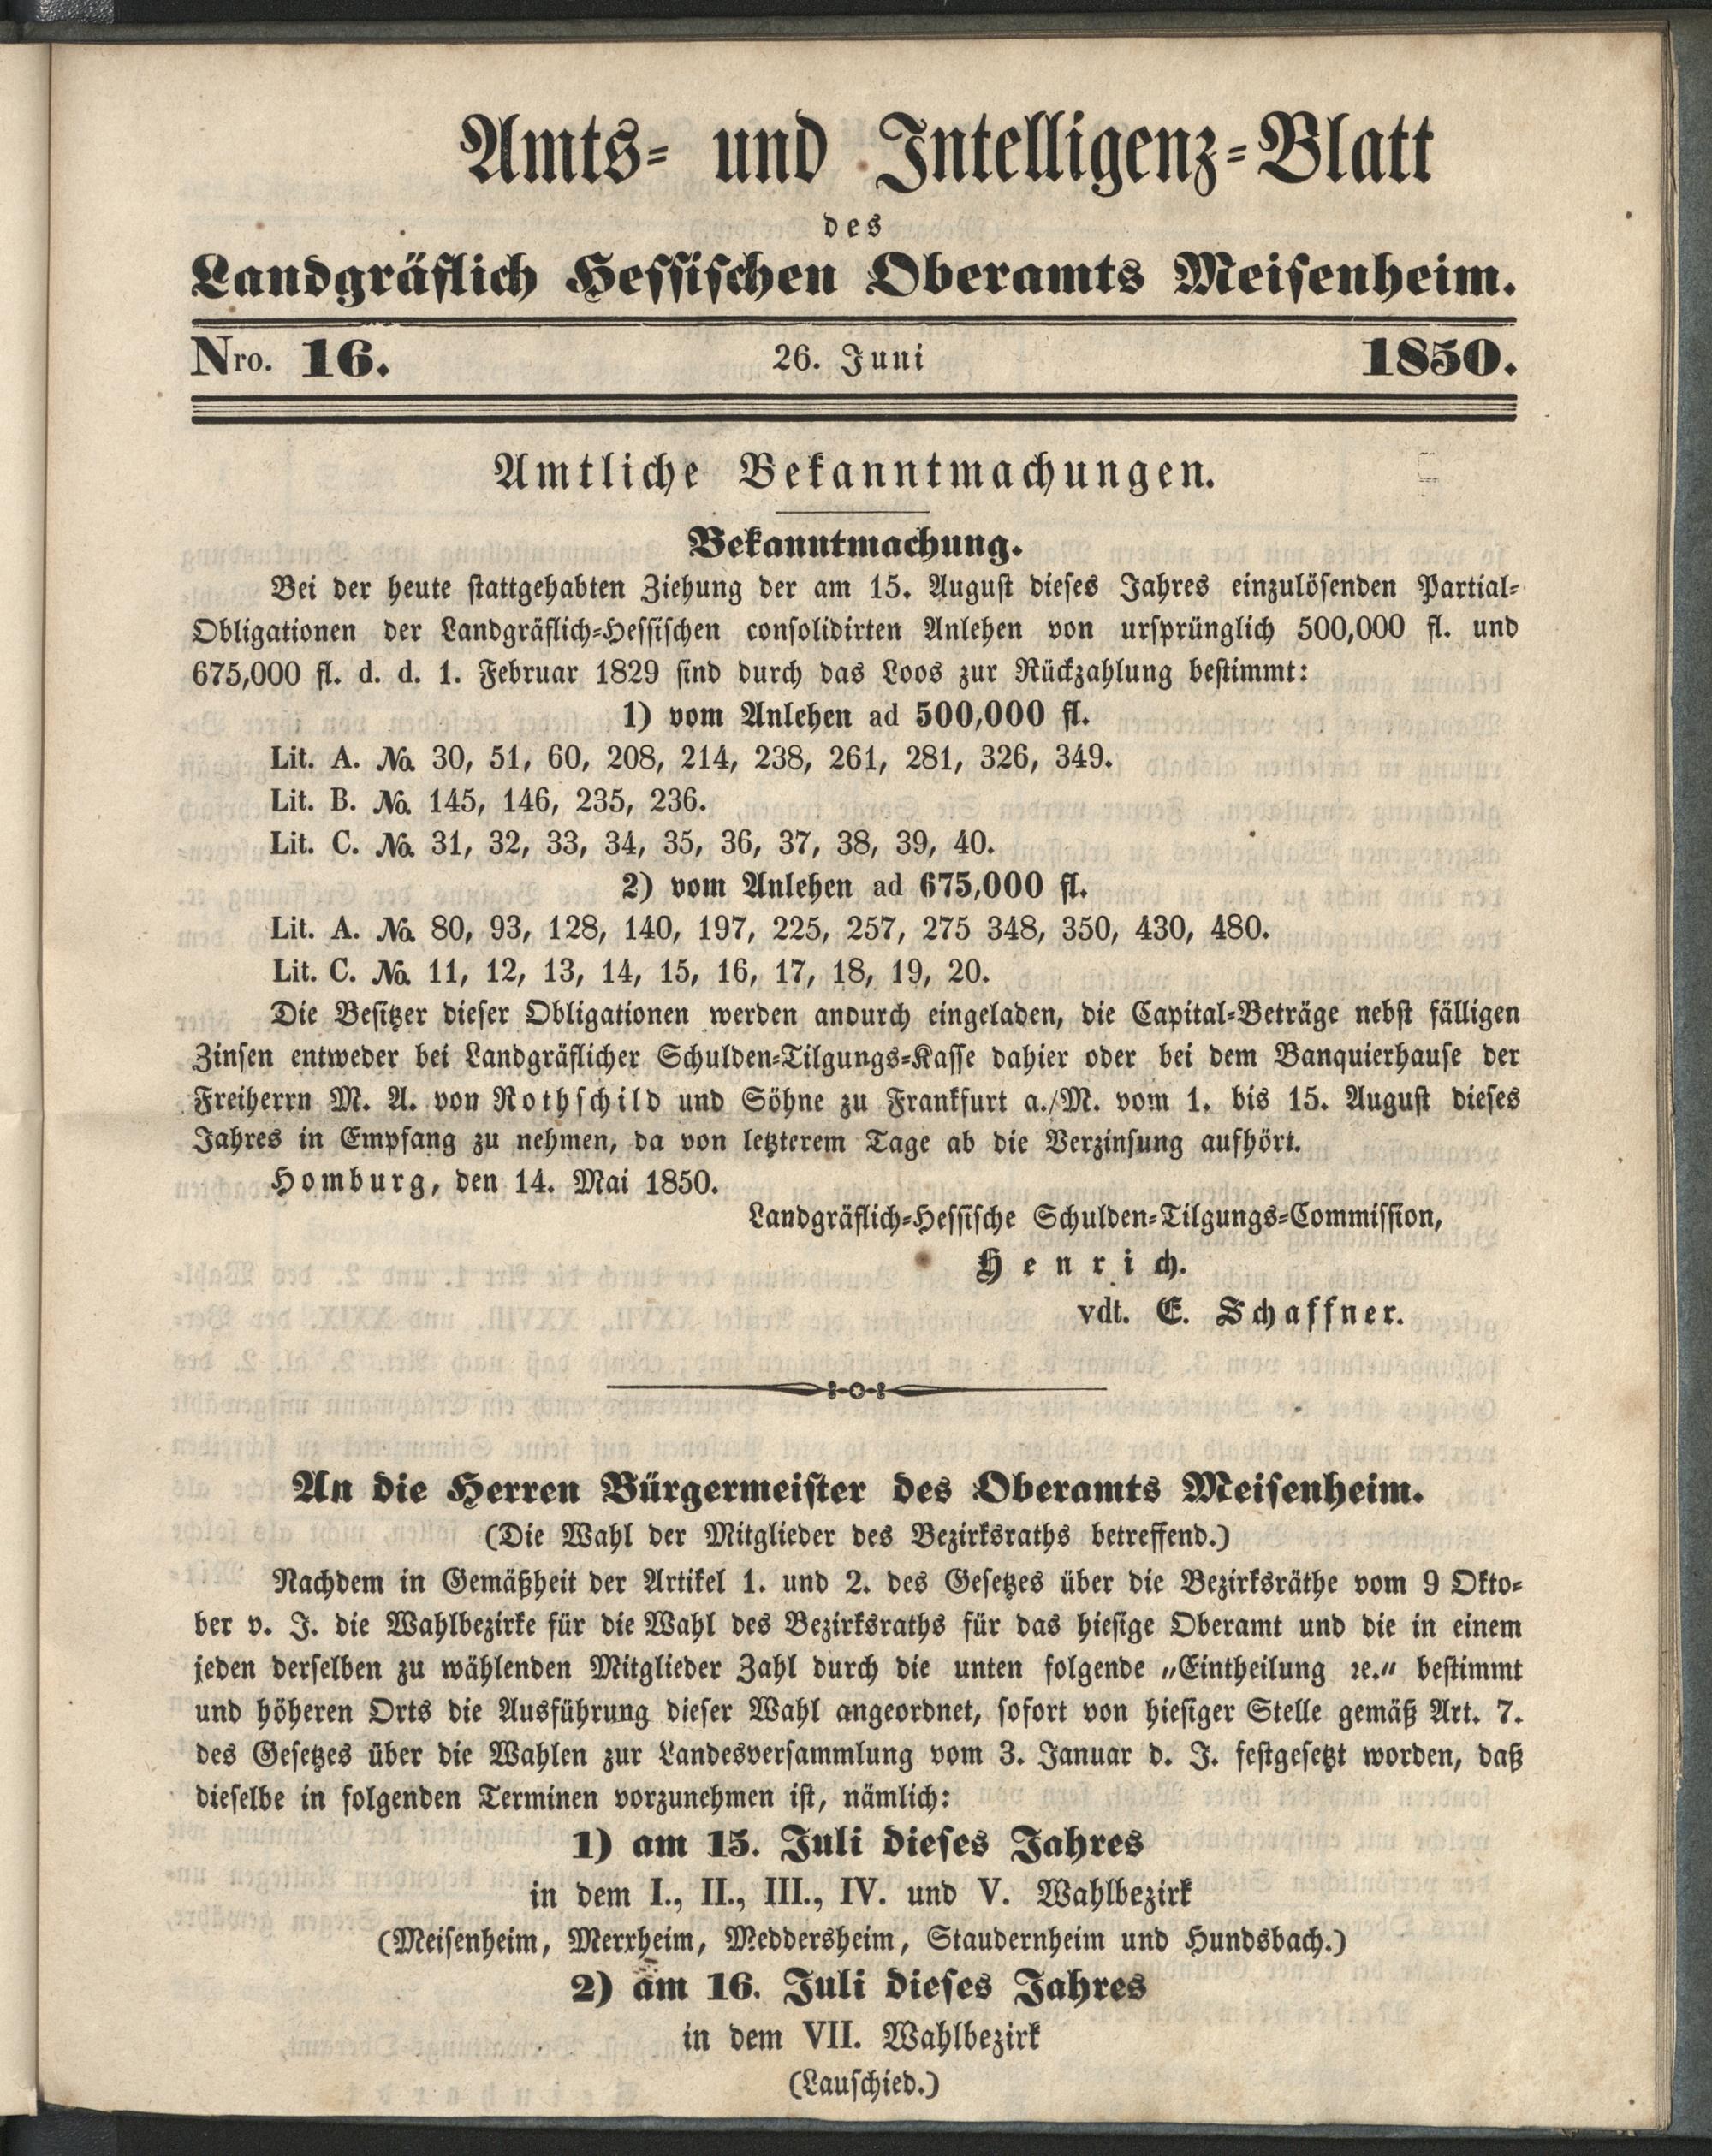 Amts- und Intelligenz-Blatt
des
Landgräflich Hessischen Oberamts Meisenheim.
Nro. 16. 26. Juni 1850.
Amtliche Bekanntmachungen.
Bekanntmachung.
Bei der heute stattgehabten Ziehung der am 15. August dieses Jahres einzulösenden Partial-
Obligationen der Landgräflich-Hessischen consolidirten Anlehen von ursprünglich 500,000 fl. und
675,000 fl. d. d. 1. Februar 1829 sind durch das Loos zur Rückzahlung bestimmt:
1) vom Anlehen ad 500,000 fl.
Lit. A. No. 30, 51, 60, 208, 214, 238, 261, 281, 326, 349.
Lit. B. No. 145, 146, 235, 236.
Lit. C. No. 31, 32, 33, 34, 35, 36, 37, 38, 39, 40.
2) vom Anlehen ad 675,000 fl.
Lit. A. No. 80, 93, 128, 140, 197, 225, 257, 275 348, 350, 430, 480.
Lit. C. No. 11, 12, 13, 14, 15, 16, 17, 18, 19, 20.
Die Besitzer dieser Obligationen werden andurch eingeladen, die Capital-Beträge nebst fälligen
Zinsen entweder bei Landgräflicher Schulden-Tilgungs-Kasse dahier oder bei dem Banquierhause der
Freiherrn M. A. von Rothschild und Söhne zu Frankfurt a./M. vom 1. bis 15. August dieses
Jahres in Empfang zu nehmen, da von letzterem Tage ab die Verzinsung aufhört.
Homburg, den 14. Mai 1850.
Landgräflich-Hessische Schulden-Tilgungs-Commission,
Henrich.
vdt. E. Schaffner.
An die Herren Bürgermeister des Oberamts Meisenheim.
(Die Wahl der Mitglieder des Bezirksraths betreffend.)
Nachdem in Gemäßheit der Artikel 1. und 2. des Gesetzes über die Bezirksräthe vom 9 Okto-
ber v. J. die Wahlbezirke für die Wahl des Bezirksraths für das hiesige Oberamt und die in einem
jeden derselben zu wählenden Mitglieder Zahl durch die unten folgende „Eintheilung ꝛe." bestimmt
und höheren Orts die Ausführung dieser Wahl angeordnet, sofort von hiesiger Stelle gemäß Art. 7.
des Gesetzes über die Wahlen zur Landesversammlung vom 3. Januar d. J. festgesetzt worden, daß
dieselbe in folgenden Terminen vorzunehmen ist, nämlich:
1) am 15. Juli dieses Jahres
in dem I., II., III., IV. und V. Wahlbezirk
(Meisenheim, Merxheim, Meddersheim, Staudernheim und Hundsbach.)
2) am 16. Juli dieses Jahres
in dem VII. Wahlbezirk
(Lauschied.)